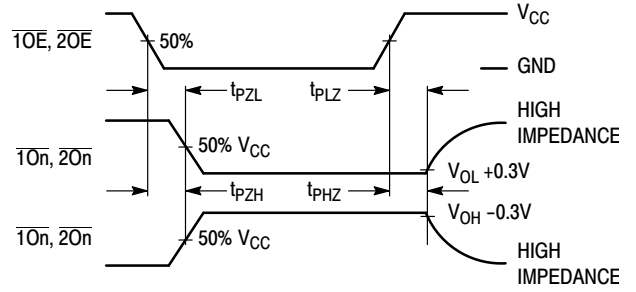 V_CC
1OE, 2OE 50%
GND
t_PZL t_PLZ
HIGH
IMPEDANCE
1On, 2On 50% V_CC
V_OL +0.3V
t_PZH t_PHZ
V_OH −0.3V
1On, 2On 50% V_CC
HIGH
IMPEDANCE